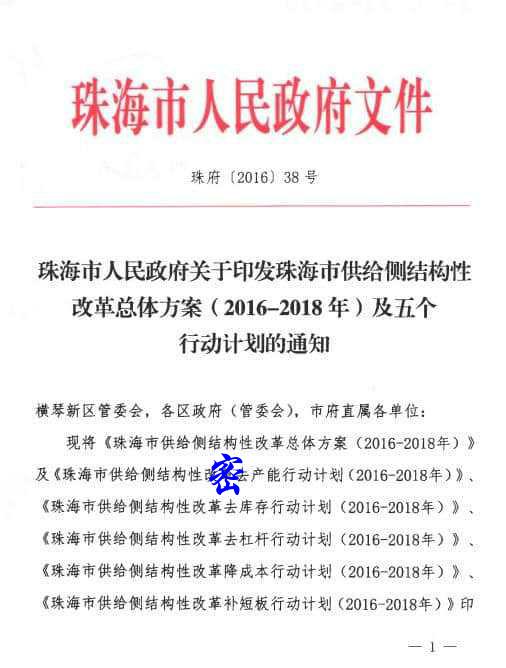 珠海市人民政府文件
珠府〔2016〕38号
珠海市人民政府关于印发珠海市供给侧结构性
改革总体方案（2016-2018年）及五个
行动计划的通知
横琴新区管委会，各区政府（管委会），市府直属各单位：
现将《珠海市供给侧结构性改革总体方案（2016-2018年）》
及《珠海市供给侧结构性改 去产能行动计划（2016-2018年）》、
密
《珠海市供给侧结构性改革去库存行动计划（2016-2018年）》、
《珠海市供给侧结构性改革去杠杆行动计划（2016-2018年）》、
《珠海市供给侧结构性改革降成本行动计划（2016-2018年）》、
《珠海市供给侧结构性改革补短板行动计划（2016-2018年）》印
— 1 —